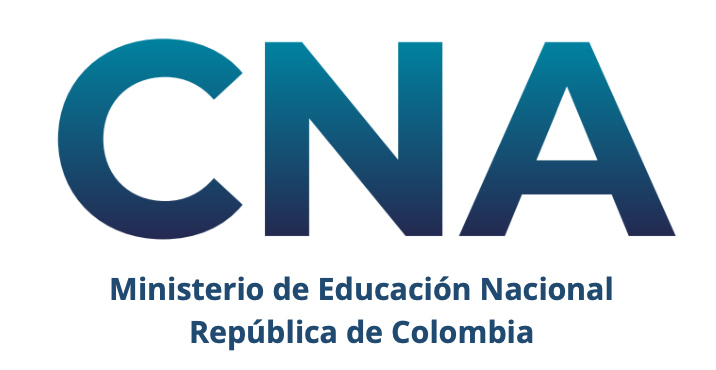 CNA
Ministerio de Educación Nacional
República de Colombia